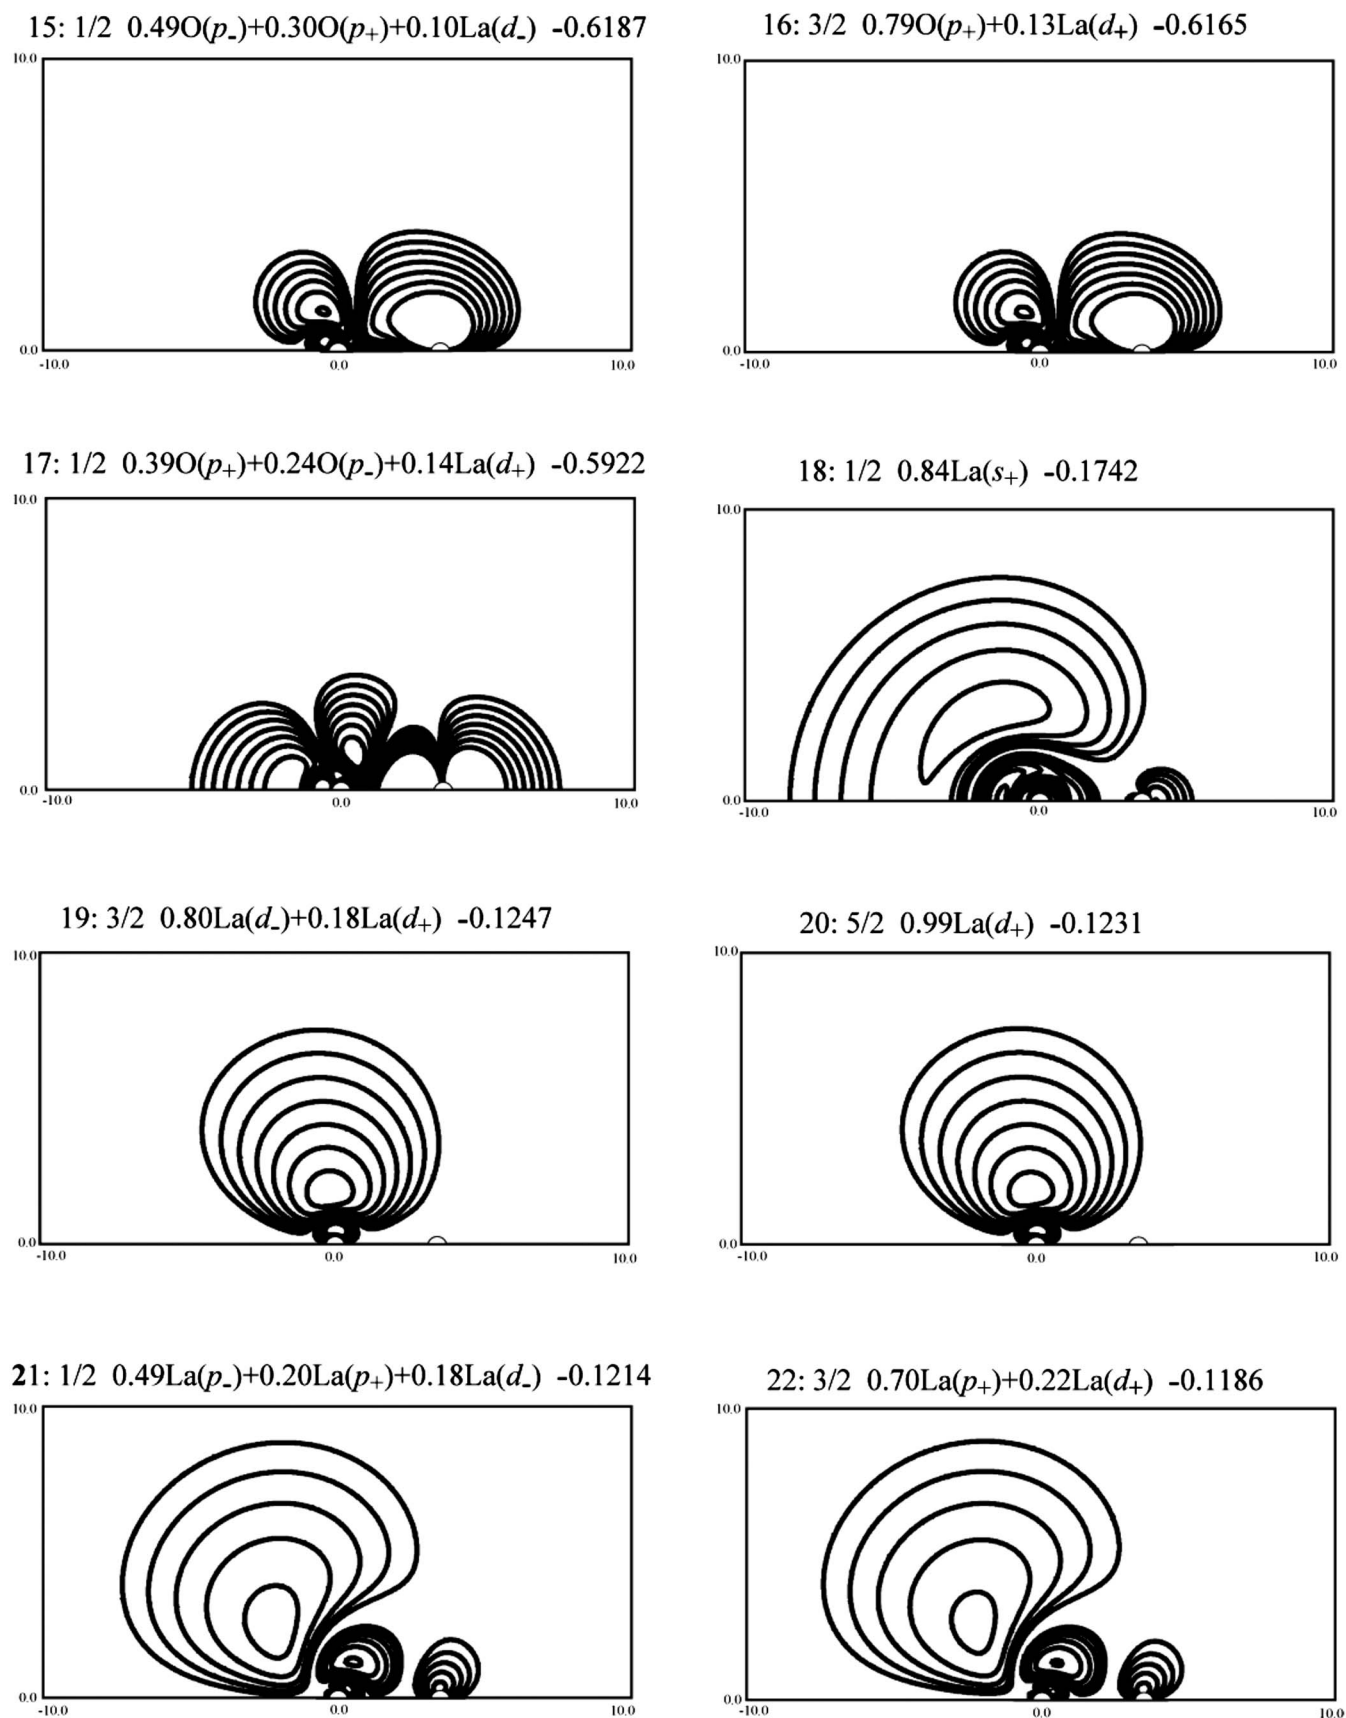 15: 1/2 0.49O(p-)+0.30O(p+)+0.10La(d-) -0.6187
16: 3/2 0.79O(p+)+0.13La(d+) -0.6165
10.0
10.0
0.0
0.0
-10.0 0.0 10.0
-10.0 0.0 10.0
17: 1/2 0.39O(p+)+0.24O(p-)+0.14La(d+) -0.5922
18: 1/2 0.84La(s+) -0.1742
10.0
10.0
0.0
0.0
-10.0 0.0 10.0
-10.0 0.0 10.0
19: 3/2 0.80La(d-)+0.18La(d+) -0.1247
20: 5/2 0.99La(d+) -0.1231
10.0
10.0
0.0
0.0
-10.0 0.0 10.0
-10.0 0.0 10.0
21: 1/2 0.49La(p-)+0.20La(p+)+0.18La(d-) -0.1214
22: 3/2 0.70La(p+)+0.22La(d+) -0.1186
10.0
10.0
0.0
0.0
-10.0 0.0 10.0
-10.0 0.0 10.0